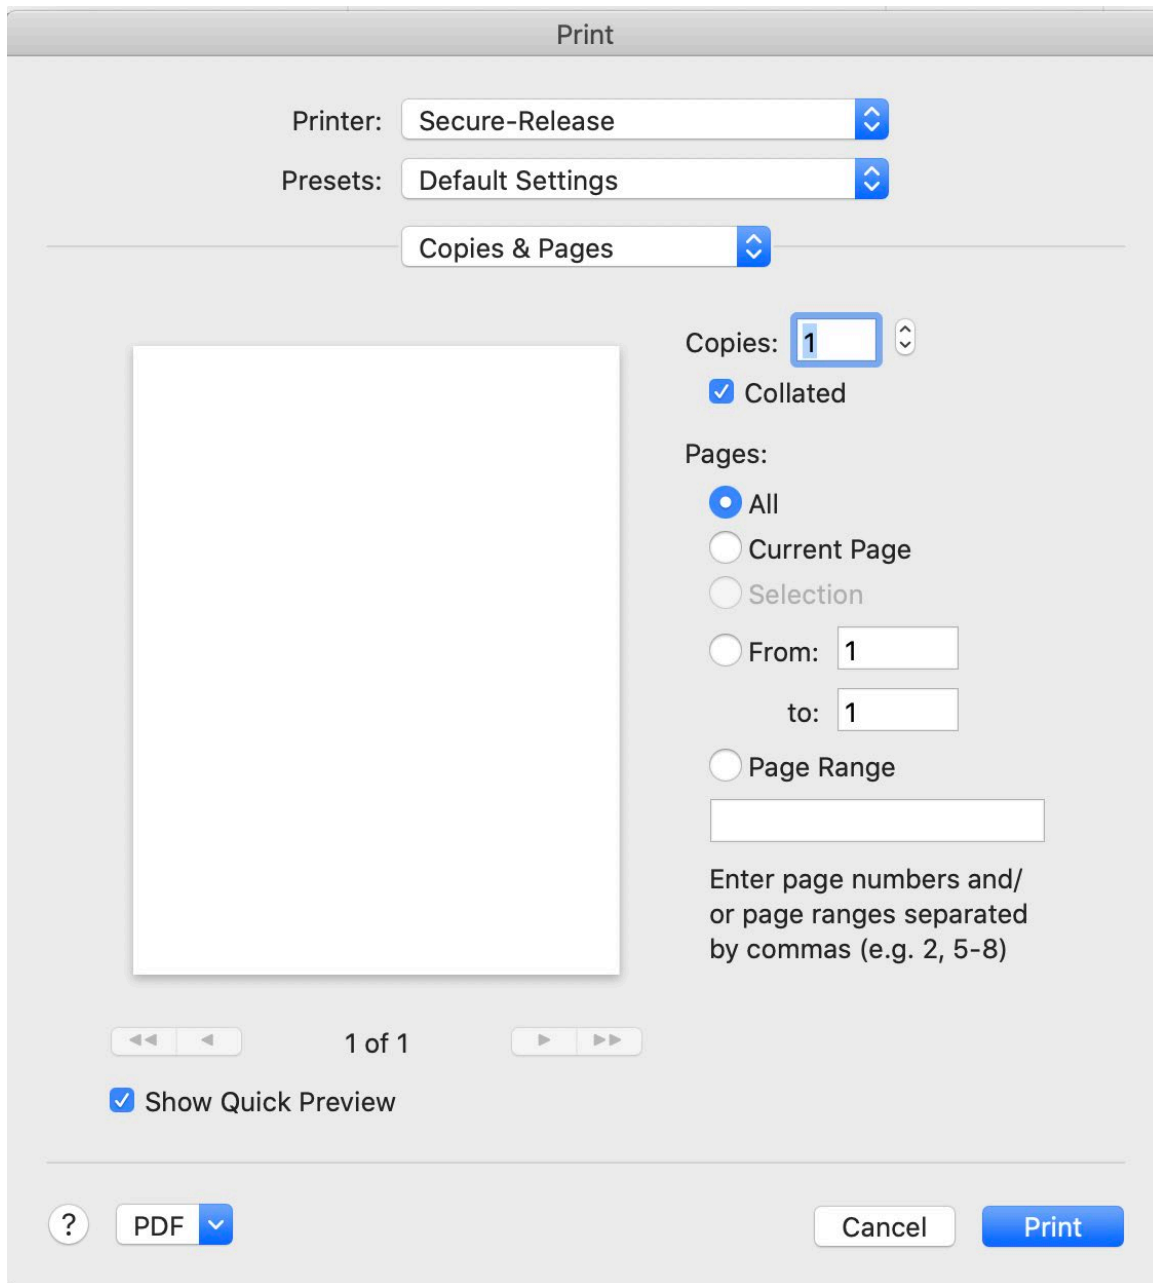 Print
Printer: Secure-Release
Presets: Default Settings
Copies & Pages
Copies: 1
Collated
Pages:
All
Current Page
Selection
From: 1
to: 1
Page Range
Enter page numbers and/
or page ranges separated
by commas (e.g. 2, 5-8)
1 of 1
Show Quick Preview
? PDF Cancel Print